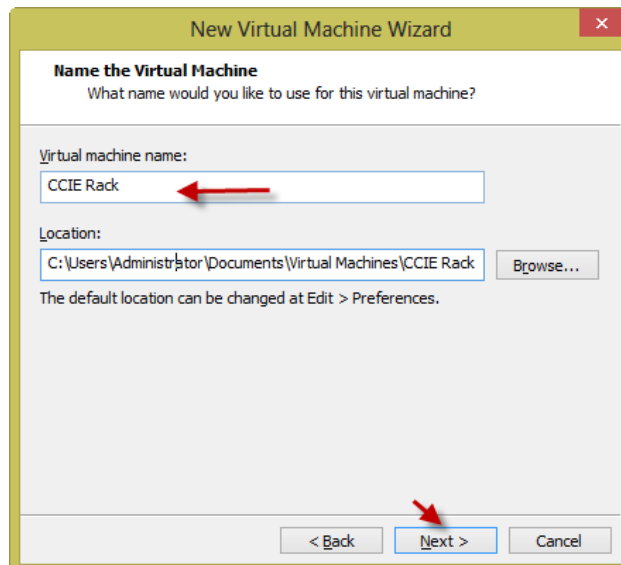 New Virtual Machine Wizard
Name the Virtual Machine
What name would you like to use for this virtual machine?
Virtual machine name:
CCIE Rack
Location:
C:\Users\Administrator\Documents\Virtual Machines\CCIE Rack
Browse...
The default location can be changed at Edit > Preferences.
< Back Next > Cancel